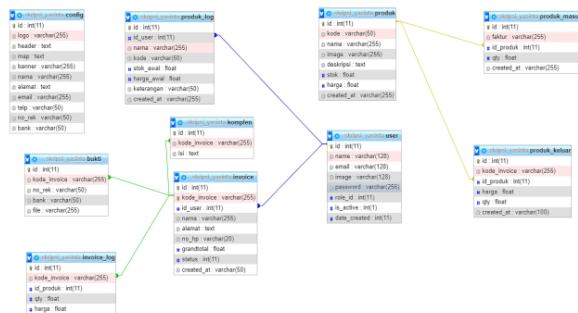 config
id : int(11)
logo : varchar(255)
header : text
map : text
banner : varchar(255)
nama : varchar(255)
alamat : text
email : varchar(255)
telp : varchar(50)
no_rek : varchar(50)
bank : varchar(50)
produk_log
id : int(11)
id_user : int(11)
nama : varchar(255)
kode : varchar(50)
stok_awal : float
harga_awal : float
keterangan : varchar(50)
created_at : varchar(255)
produk
id : int(11)
kode : varchar(50)
nama : varchar(255)
image : varchar(255)
deskripsi : text
stok : float
harga : float
created_at : varchar(255)
id : int(11)
faktur : varchar(255)
id_produk : int(11)
qty : float
created_at : varchar(255)
komplen
id : int(11)
kode_invoice : varchar(255)
isi : text
user
id : int(11)
name : varchar(128)
email : varchar(128)
image : varchar(128)
password : varchar(256)
role_id : int(11)
is_active : int(1)
date_created : int(11)
bukti
id : int(11)
kode_invoice : varchar(255)
no_rek : varchar(50)
bank : varchar(50)
file : varchar(255)
invoice
id : int(11)
kode_invoice : varchar(255)
id_user : int(11)
nama : varchar(255)
alamat : text
no_hp : varchar(20)
grandtotal : float
status : int(11)
created_at : varchar(50)
produk_keluar
id : int(11)
kode_invoice : varchar(255)
id_produk : int(11)
harga : float
qty : float
created_at : varchar(100)
invoice_log
id : int(11)
kode_invoice : varchar(255)
id_produk : int(11)
qty : float
harga : float